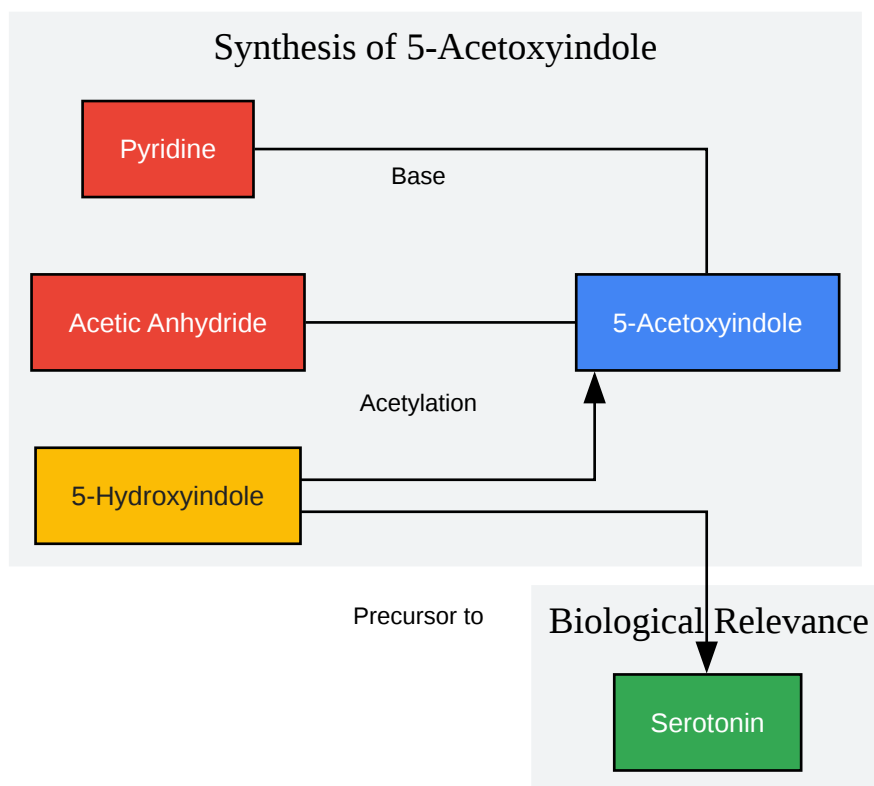 Synthesis of 5-Acetoxyindole
Pyridine
Base
Acetic Anhydride
5-Acetoxyindole
Acetylation
5-Hydroxyindole
Precursor to
Biological Relevance
Serotonin